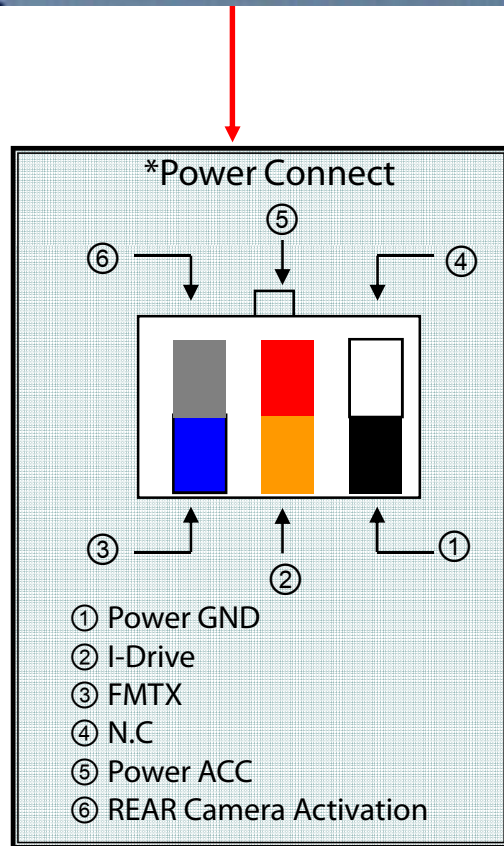 *Power Connect
⑤
⑥ ④
③ ①
②
① Power GND
② I-Drive
③ FMTX
④ N.C
⑤ Power ACC
⑥ REAR Camera Activation